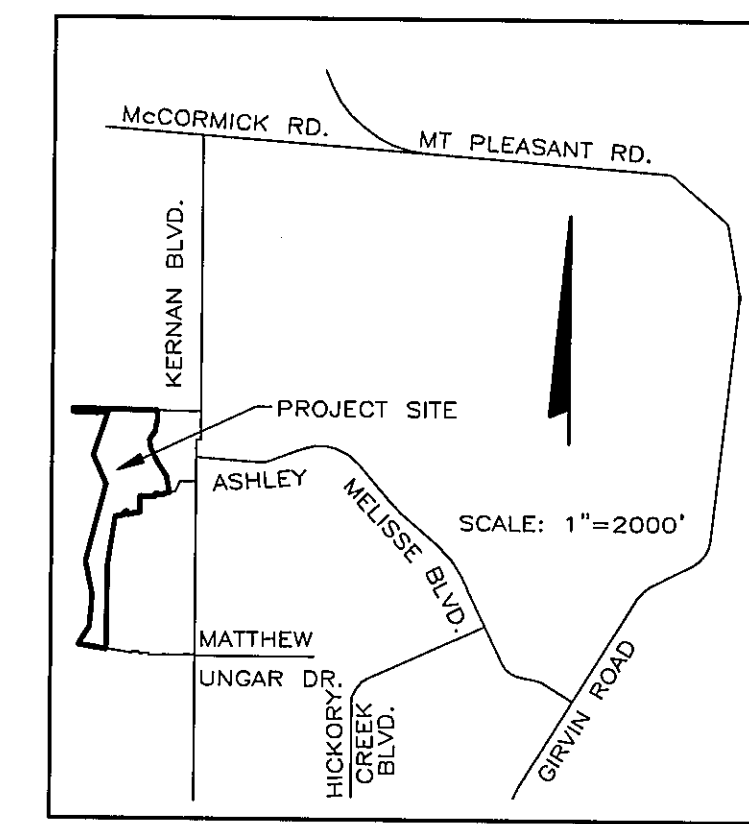 McCORMICK RD.
MT PLEASANT RD.
KERNAN BLVD.
PROJECT SITE
ASHLEY
MELISSE BLVD.
SCALE: 1"=2000'
MATTHEW
UNGAR DR.
HICKORY
CREEK
BLVD.
GIRVIN ROAD